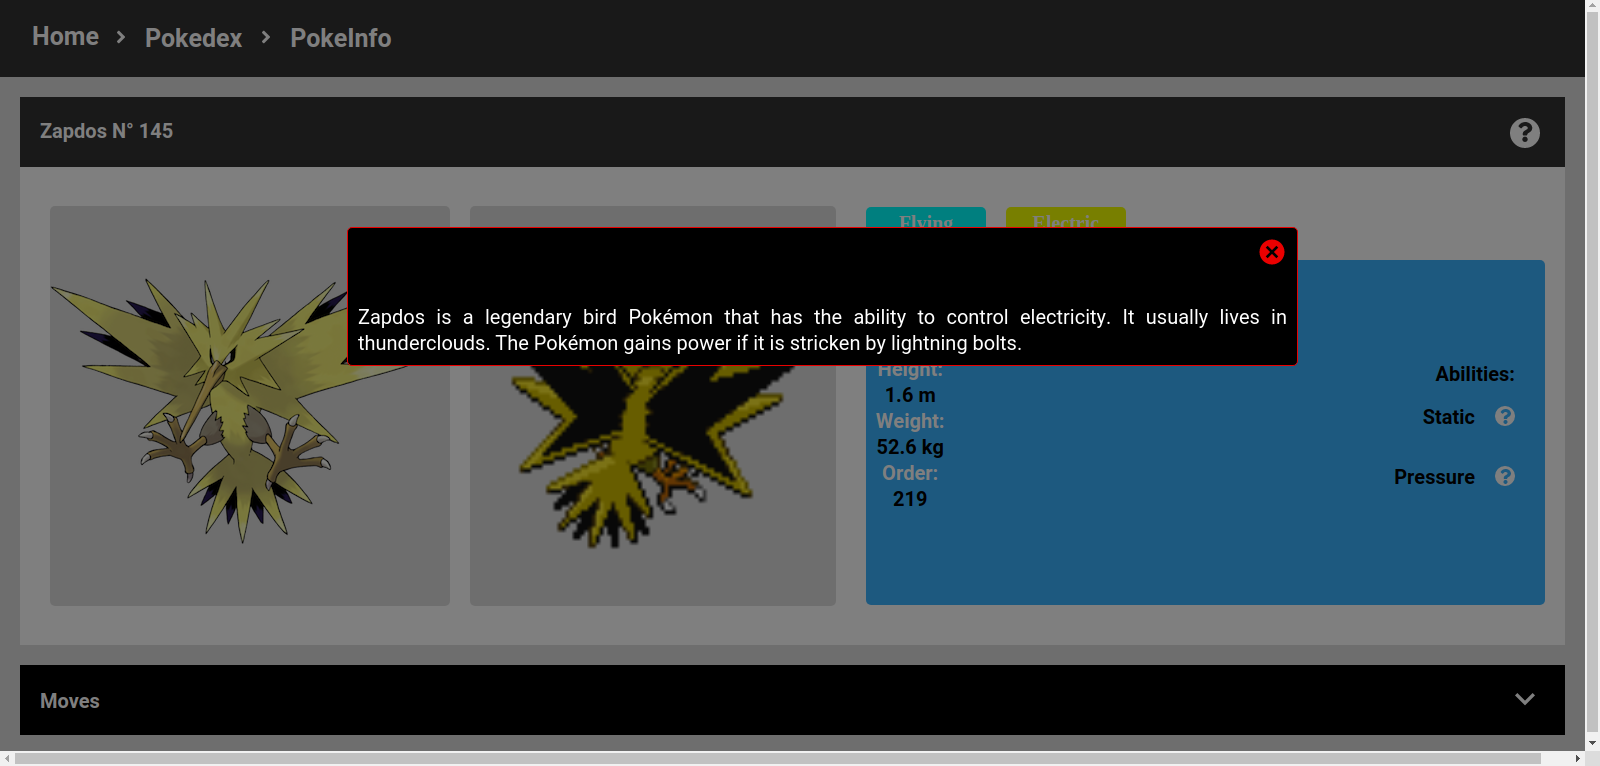 Home > Pokedex > PokeInfo
Zapdos N° 145
Flying Electric
Zapdos is a legendary bird Pokémon that has the ability to control electricity. It usually lives in
thunderclouds. The Pokémon gains power if it is stricken by lightning bolts.
Height:
1.6 m
Weight:
52.6 kg
Order:
219
Abilities:
Static
Pressure
Moves